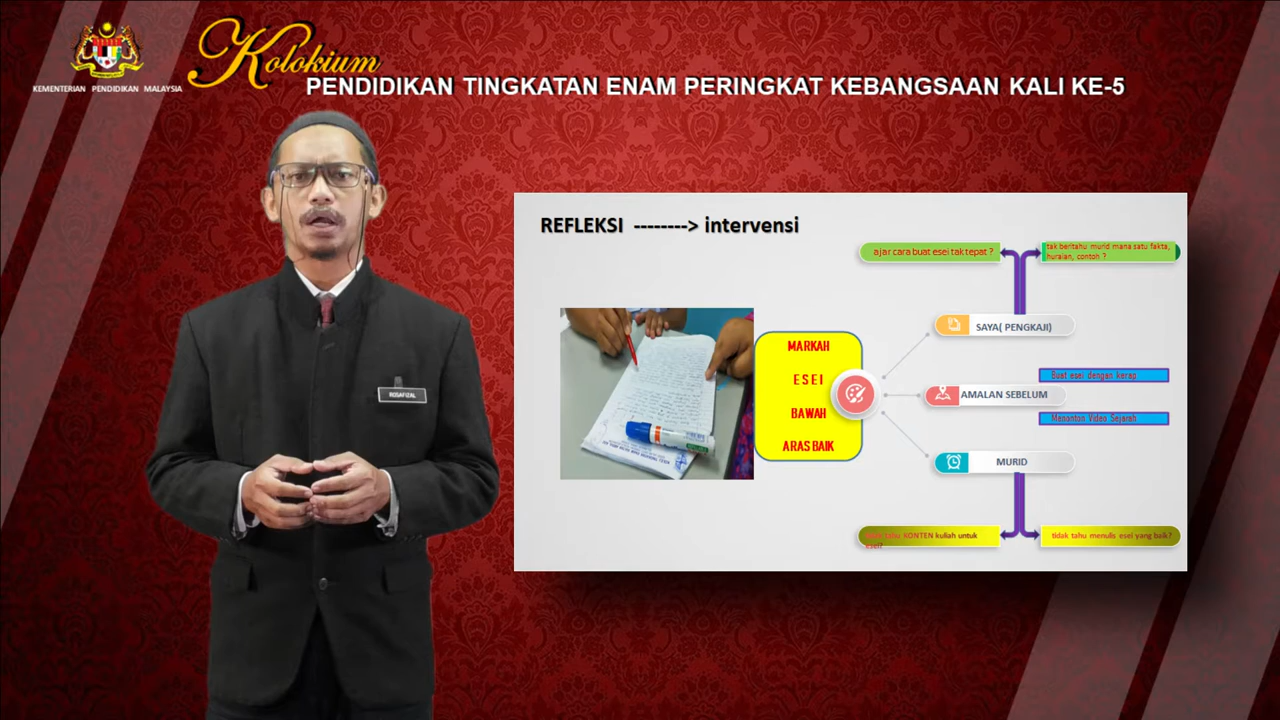 Kolokium
KEMENTERIAN PENDIDIKAN MALAYSIA
PENDIDIKAN TINGKATAN ENAM PERINGKAT KEBANGSAAN KALI KE-5
REFLEKSI --------> intervensi
ajar cara buat esei tak tepat ?
tak beritahu murid mana satu fakta,
huraian, contoh ?
SAYA( PENGKAJI)
MARKAH
ESEI
BAWAH
ARAS BAIK
Buat esei dengan kerap
AMALAN SEBELUM
Menonton Video Sejarah
MURID
tahu KONTEN kuliah untuk
esei?
tidak tahu menulis esei yang baik?
ROSAFIZAL